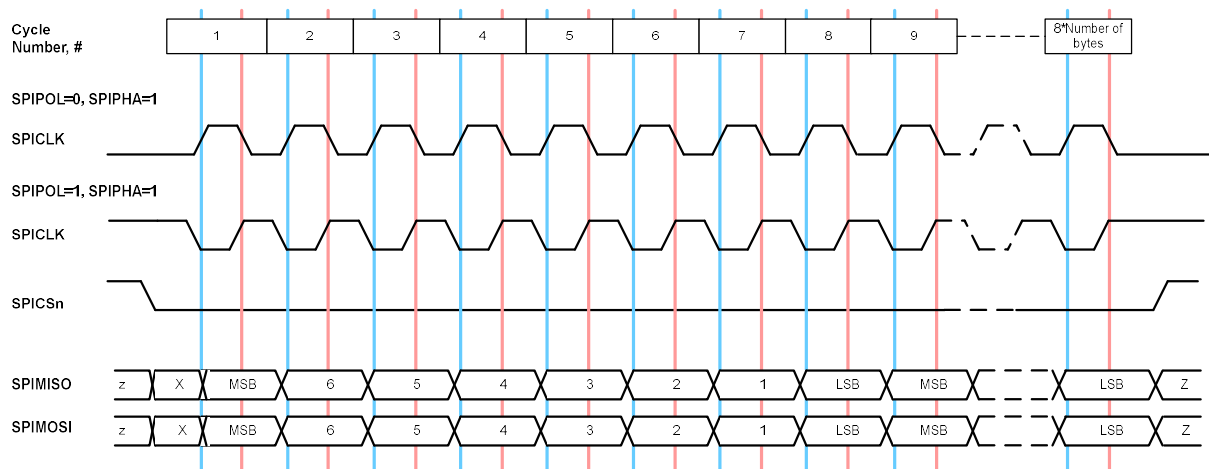 Cycle
Number, #
1 2 3 4 5 6 7 8 9
8*Number of
bytes
SPIPOL=0, SPIPHA=1
SPICLK
SPIPOL=1, SPIPHA=1
SPICLK
SPICSn
SPIMISO z X MSB 6 5 4 3 2 1 LSB MSB LSB Z
SPIMOSI z X MSB 6 5 4 3 2 1 LSB MSB LSB Z